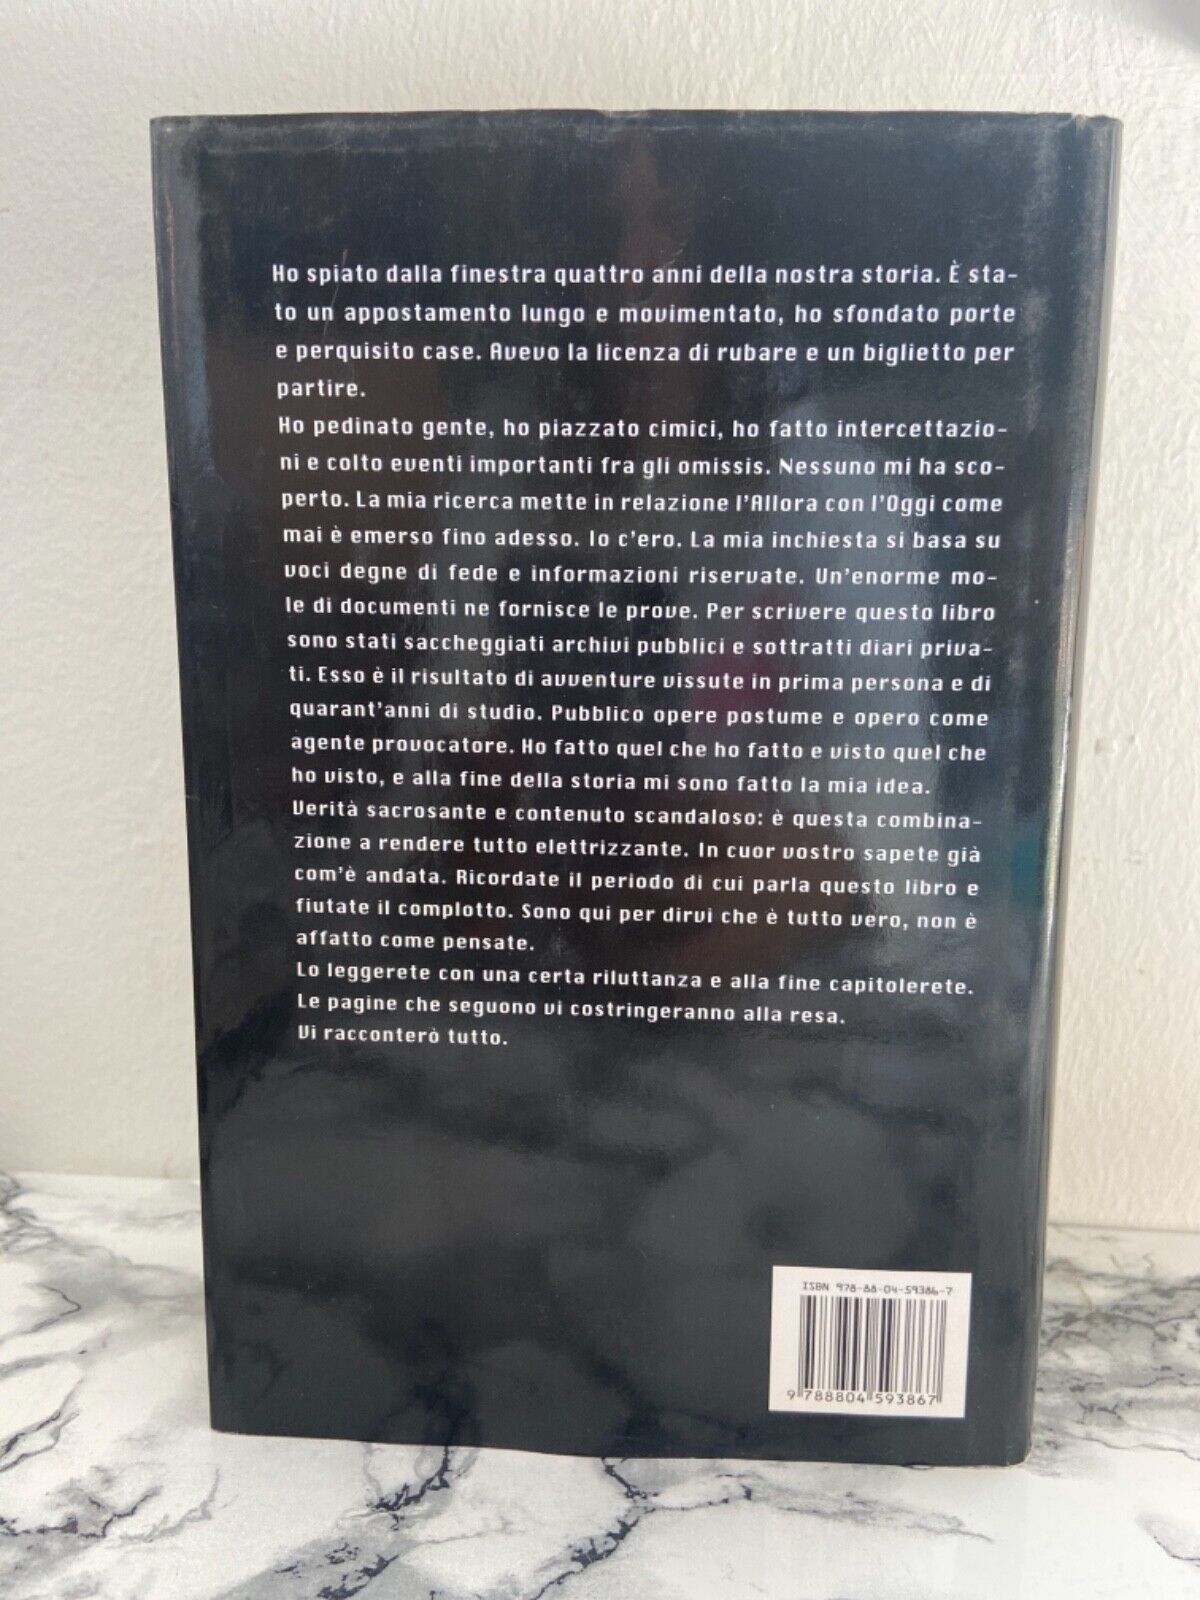 Ho spiato dalla finestra quattro anni della nostra storia. È sta-
to un appostamento lungo e movimentato, ho sfondato porte
e perquisito case. Avevo la licenza di rubare e un biglietto per
partire.
Ho pedinato gente, ho piazzato cimici, ho fatto intercettazio-
ni e colto eventi importanti fra gli omissis. Nessuno mi ha sco-
perto. La mia ricerca mette in relazione l'Allora con l'Oggi come
mai è emerso fino adesso. Io c'ero. La mia inchiesta si basa su
voci degne di fede e informazioni riservate. Un'enorme mo-
le di documenti ne fornisce le prove. Per scrivere questo libro
sono stati saccheggiati archivi pubblici e sottratti diari priva-
ti. Esso è il risultato di avventure vissute in prima persona e di
quarant'anni di studio. Pubblico opere postume e opero come
agente provocatore. Ho fatto quel che ho fatto e visto quel che
ho visto, e alla fine della storia mi sono fatto la mia idea.
Verità sacrosante e contenuto scandaloso: è questa combina-
zione a rendere tutto elettrizzante. In cuor vostro sapete già
com'è andata. Ricordate il periodo di cui parla questo libro e
fiutate il complotto. Sono qui per dirvi che è tutto vero, non è
affatto come pensate.
Lo leggerete con una certa riluttanza e alla fine capitolerete.
Le pagine che seguono vi costringeranno alla resa.
Vi racconterò tutto.
ISBN 978-88-04-59386-7
9 788804 593867